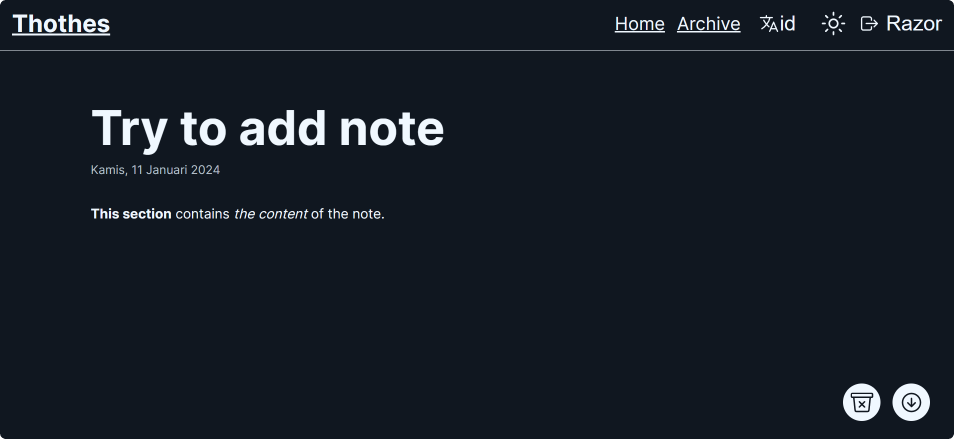 Thothes
Home Archive id Razor
Try to add note
Kamis, 11 Januari 2024
This section contains the content of the note.